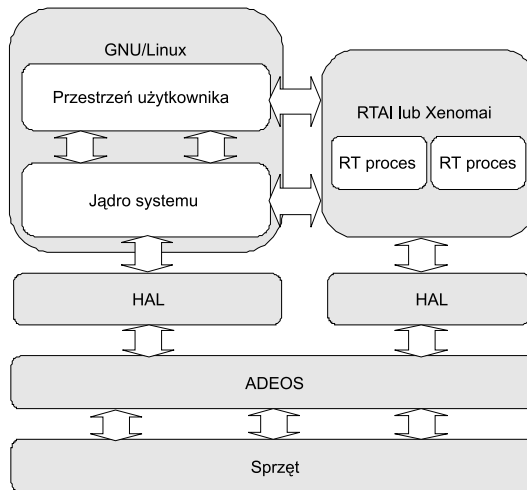 GNU/Linux
Przestrzeń użytkownika
Jądro systemu
RTAI lub Xenomai
RT proces
RT proces
HAL
HAL
ADEOS
Sprzęt